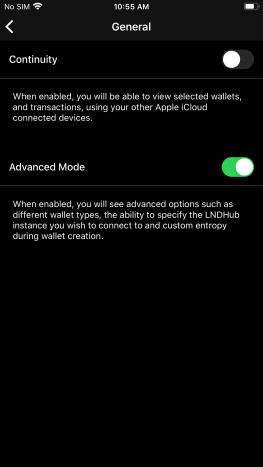 No SIM 10:55 AM
General
Continuity
When enabled, you will be able to view selected wallets,
and transactions, using your other Apple iCloud
connected devices.
Advanced Mode
When enabled, you will see advanced options such as
different wallet types, the ability to specify the LNDHub
instance you wish to connect to and custom entropy
during wallet creation.